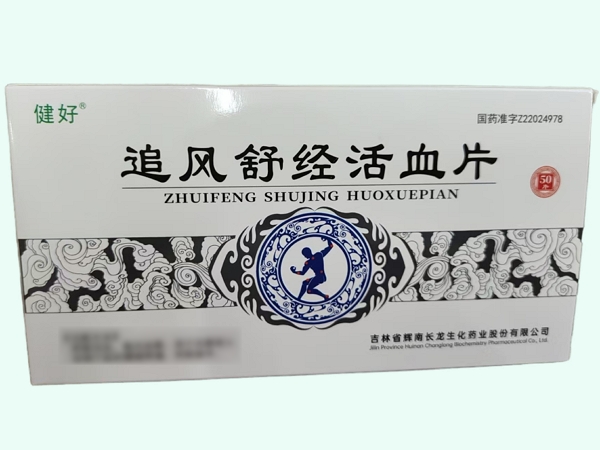 健好®
国药准字Z22024978
追风舒经活血片
ZHUIFENG SHUJING HUOXUEPIAN
50
吉林省辉南长龙生化药业股份有限公司
Jilin Province Huinan Changlong Biochemistry Pharmaceutical Co., Ltd.